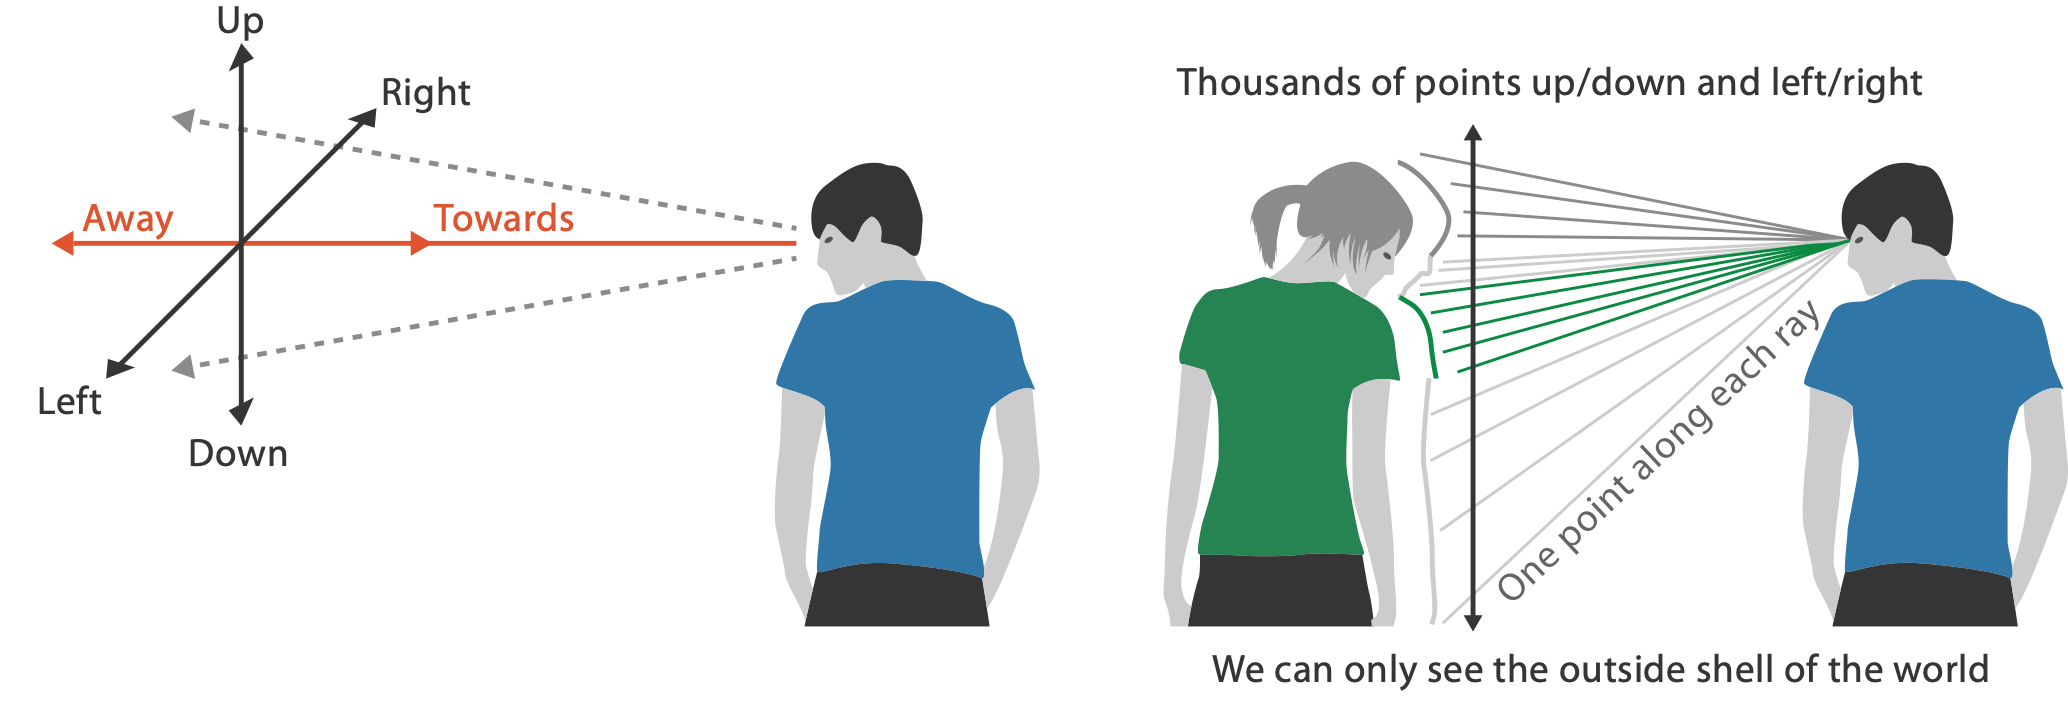 Up
Right
Away
Towards
Left
Down
Thousands of points up/down and left/right
One point along each ray
We can only see the outside shell of the world